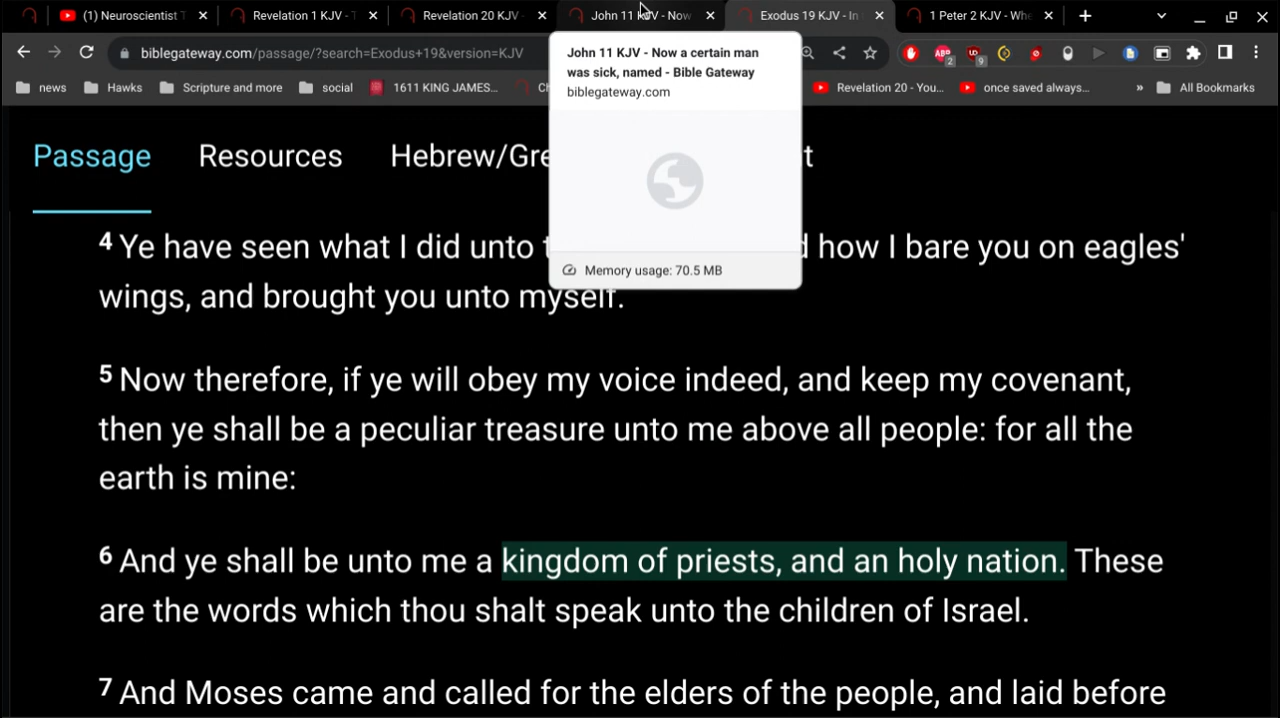 (1) Neuroscientist T
Revelation 1 KJV - T
Revelation 20 KJV -
John 11 KJV - Now
Exodus 19 KJV - In
1 Peter 2 KJV - Whe
biblegateway.com/passage/?search=Exodus+19&version=KJV
2
9
John 11 KJV - Now a certain man
was sick, named - Bible Gateway
biblegateway.com
Memory usage: 70.5 MB
news
Hawks
Scripture and more
social
1611 KING JAMES...
Ch
Revelation 20 - You...
once saved always...
»
All Bookmarks
Passage Resources Hebrew/Gre t
4 Ye have seen what I did unto t d how I bare you on eagles'
wings, and brought you unto myself.
5 Now therefore, if ye will obey my voice indeed, and keep my covenant,
then ye shall be a peculiar treasure unto me above all people: for all the
earth is mine:
6 And ye shall be unto me a kingdom of priests, and an holy nation. These
are the words which thou shalt speak unto the children of Israel.
7 And Moses came and called for the elders of the people, and laid before